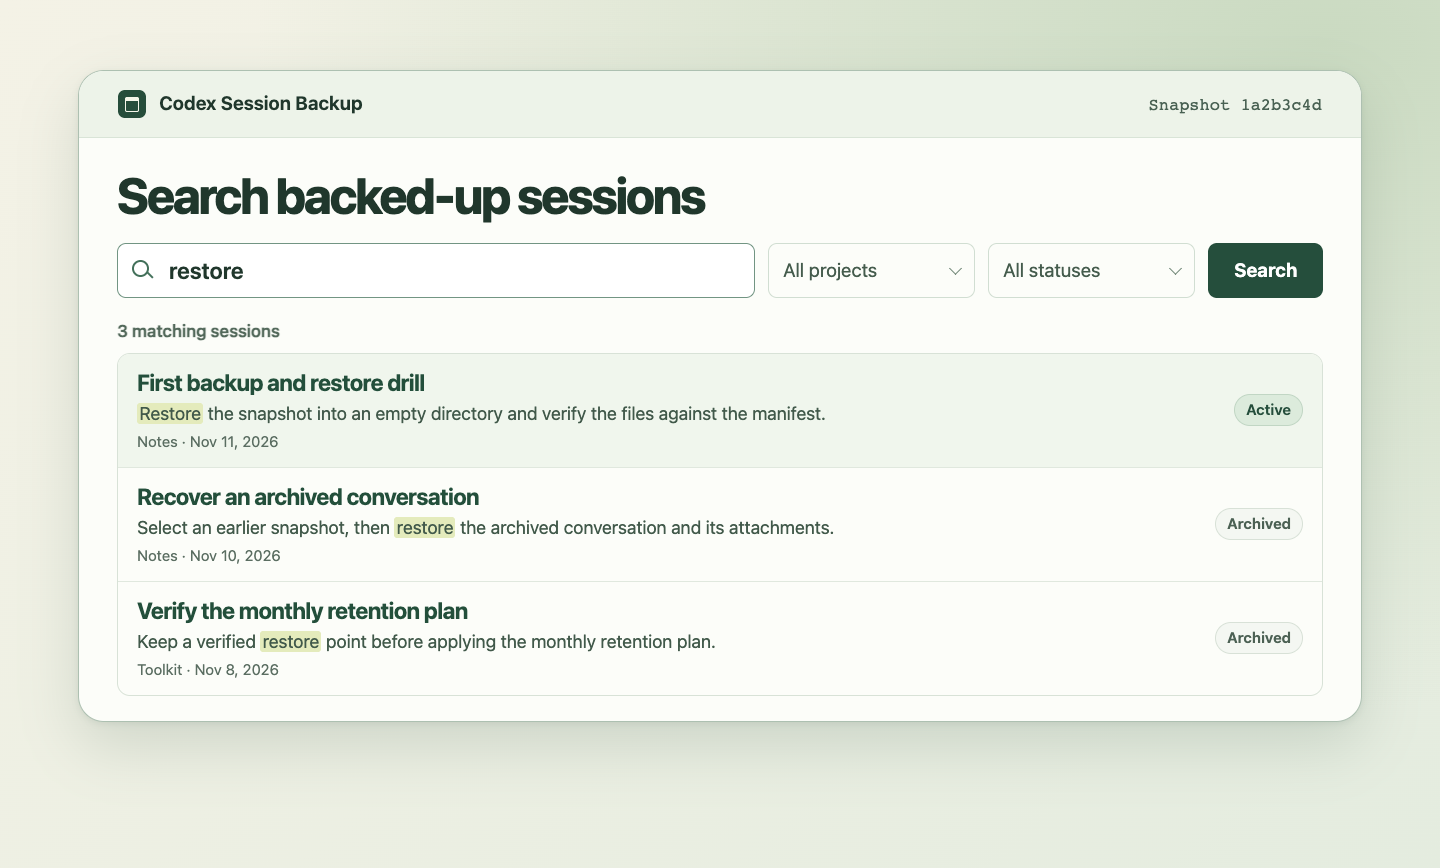 Codex Session Backup
Snapshot 1a2b3c4d
Search backed-up sessions
restore
All projects
All statuses
Search
3 matching sessions
First backup and restore drill
Restore the snapshot into an empty directory and verify the files against the manifest.
Notes · Nov 11, 2026
Active
Recover an archived conversation
Select an earlier snapshot, then restore the archived conversation and its attachments.
Notes · Nov 10, 2026
Archived
Verify the monthly retention plan
Keep a verified restore point before applying the monthly retention plan.
Toolkit · Nov 8, 2026
Archived